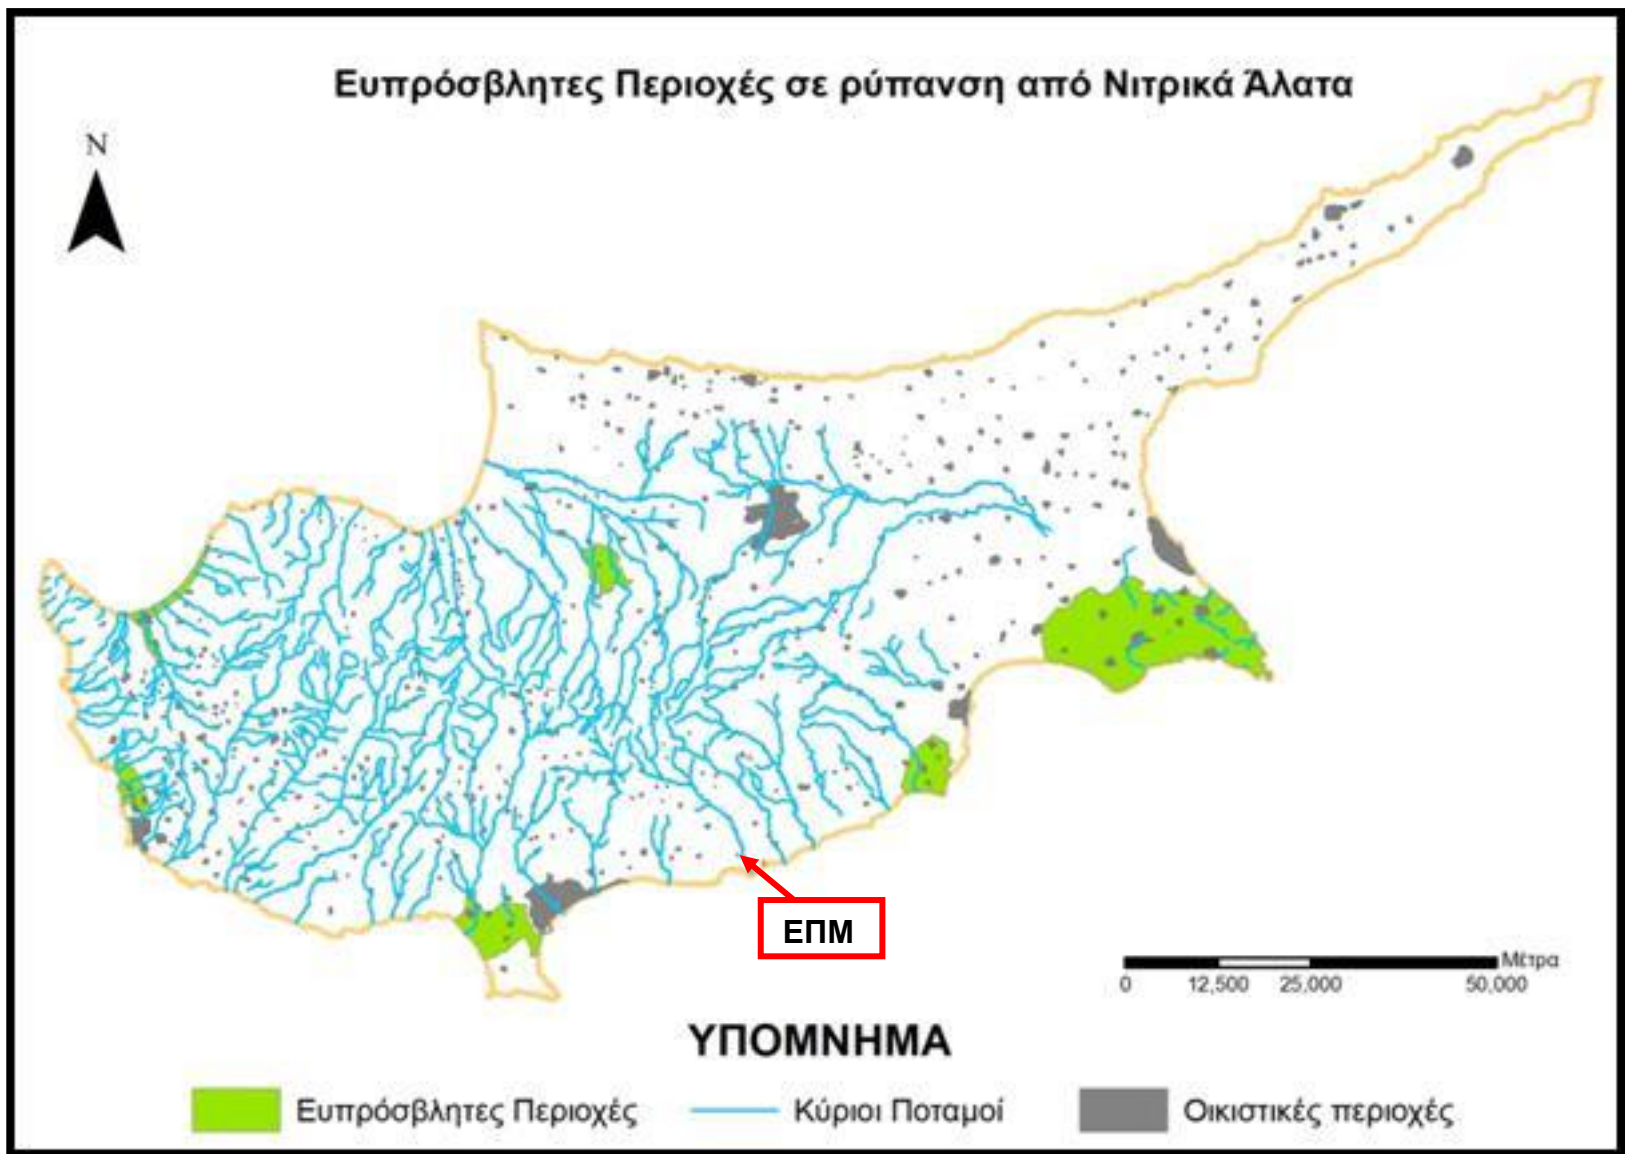 Ευπρόσβλητες Περιοχές σε ρύπανση από Νιτρικά Άλατα
N
ΕΠΜ
Μέτρα
0 12,500 25,000 50,000
ΥΠΟΜΝΗΜΑ
Ευπρόσβλητες Περιοχές
Κύριοι Ποταμοί
Οικιστικές περιοχές